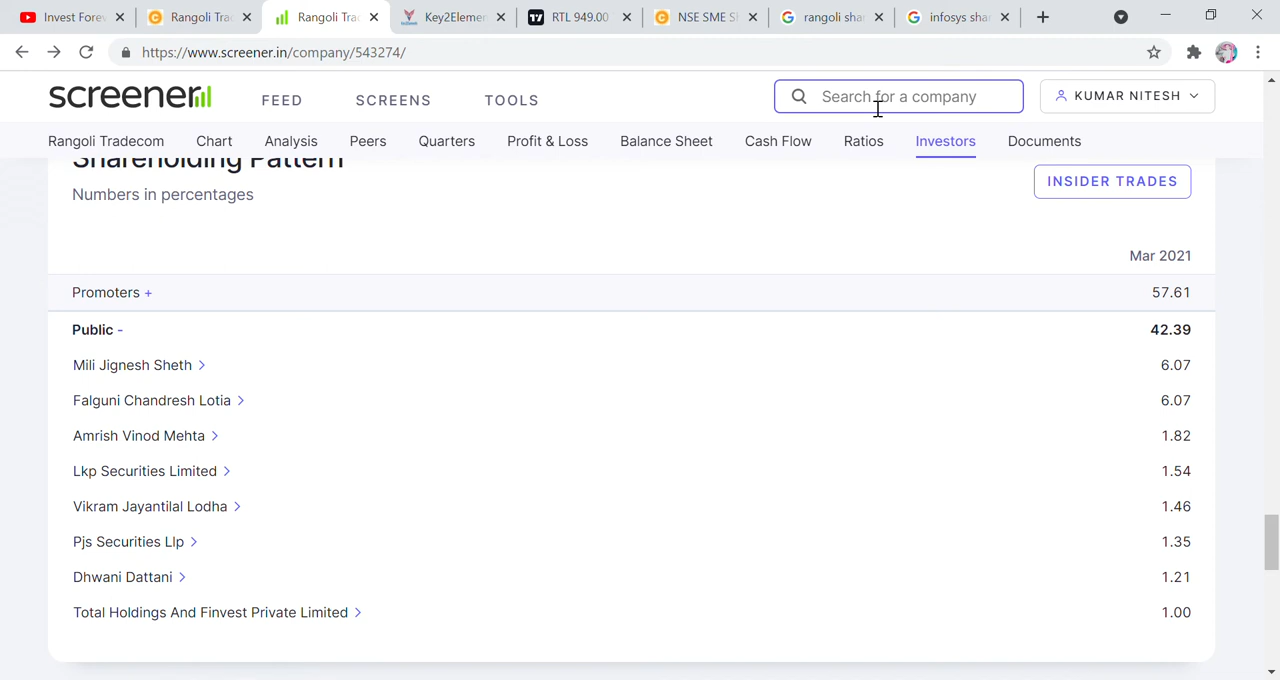 Invest Fore
Rangoli Tra
Rangoli Tra
Key2Elemen
RTL 949.00
NSE SME S
rangoli sha
infosys sha
https://www.screener.in/company/543274/
screener
FEED
SCREENS
TOOLS
Search for a company
KUMAR NITESH
Rangoli Tradecom
Chart
Analysis
Peers
Quarters
Profit & Loss
Balance Sheet
Cash Flow
Ratios
Investors
Documents
Shareholding Pattern
Numbers in percentages
INSIDER TRADES
Mar 2021
Promoters + 57.61
Public - 42.39
Mili Jignesh Sheth 6.07
Falguni Chandresh Lotia 6.07
Amrish Vinod Mehta 1.82
Lkp Securities Limited 1.54
Vikram Jayantilal Lodha 1.46
Pjs Securities Llp 1.35
Dhwani Dattani 1.21
Total Holdings And Finvest Private Limited 1.00